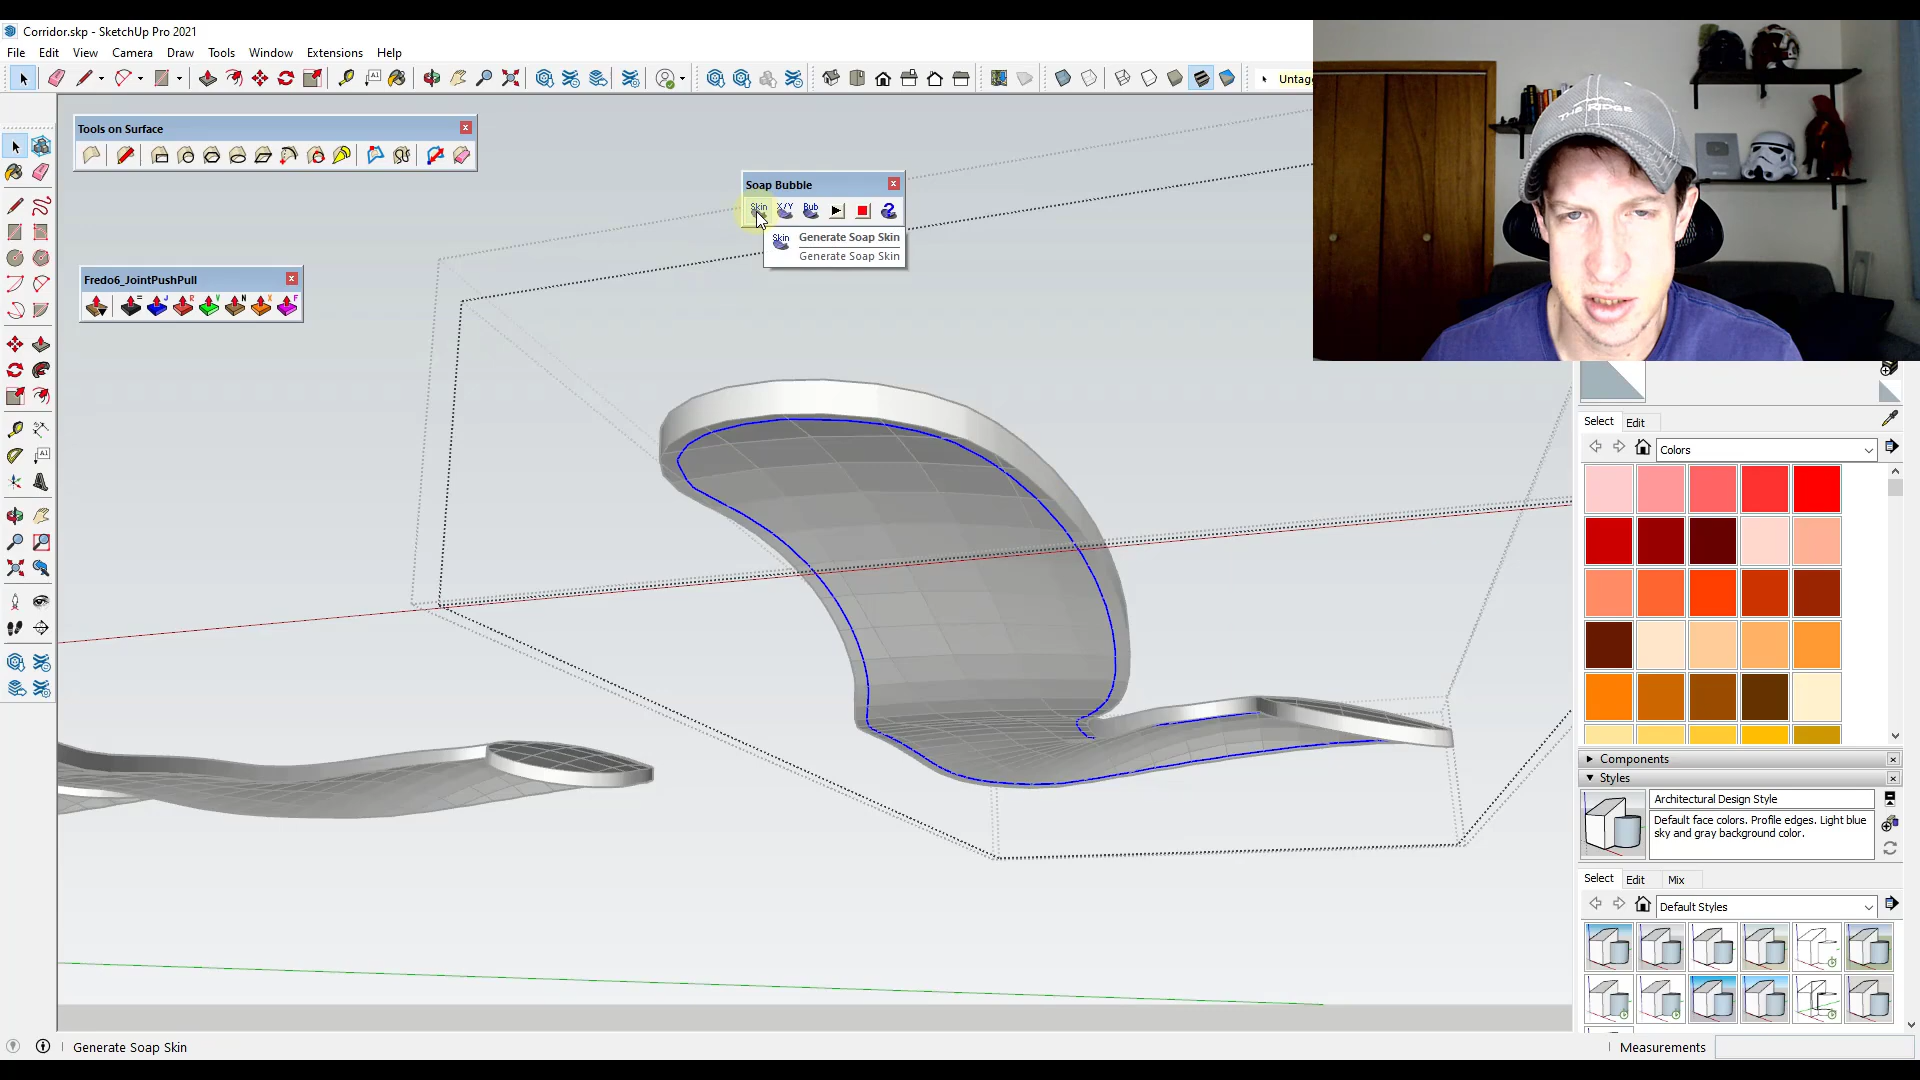 Corridor.skp - SketchUp Pro 2021
File Edit View Camera Draw Tools Window Extensions Help
Untag
THE RIDGE
Tools on Surface
Soap Bubble
Skin X/Y Bub
Skin Generate Soap Skin
Generate Soap Skin
Fredo6_JointPushPull
= J R V N X F
Select Edit
Colors
Components
Styles
Architectural Design Style
Default face colors. Profile edges. Light blue
sky and gray background color.
Select Edit Mix
Default Styles
Generate Soap Skin
Measurements